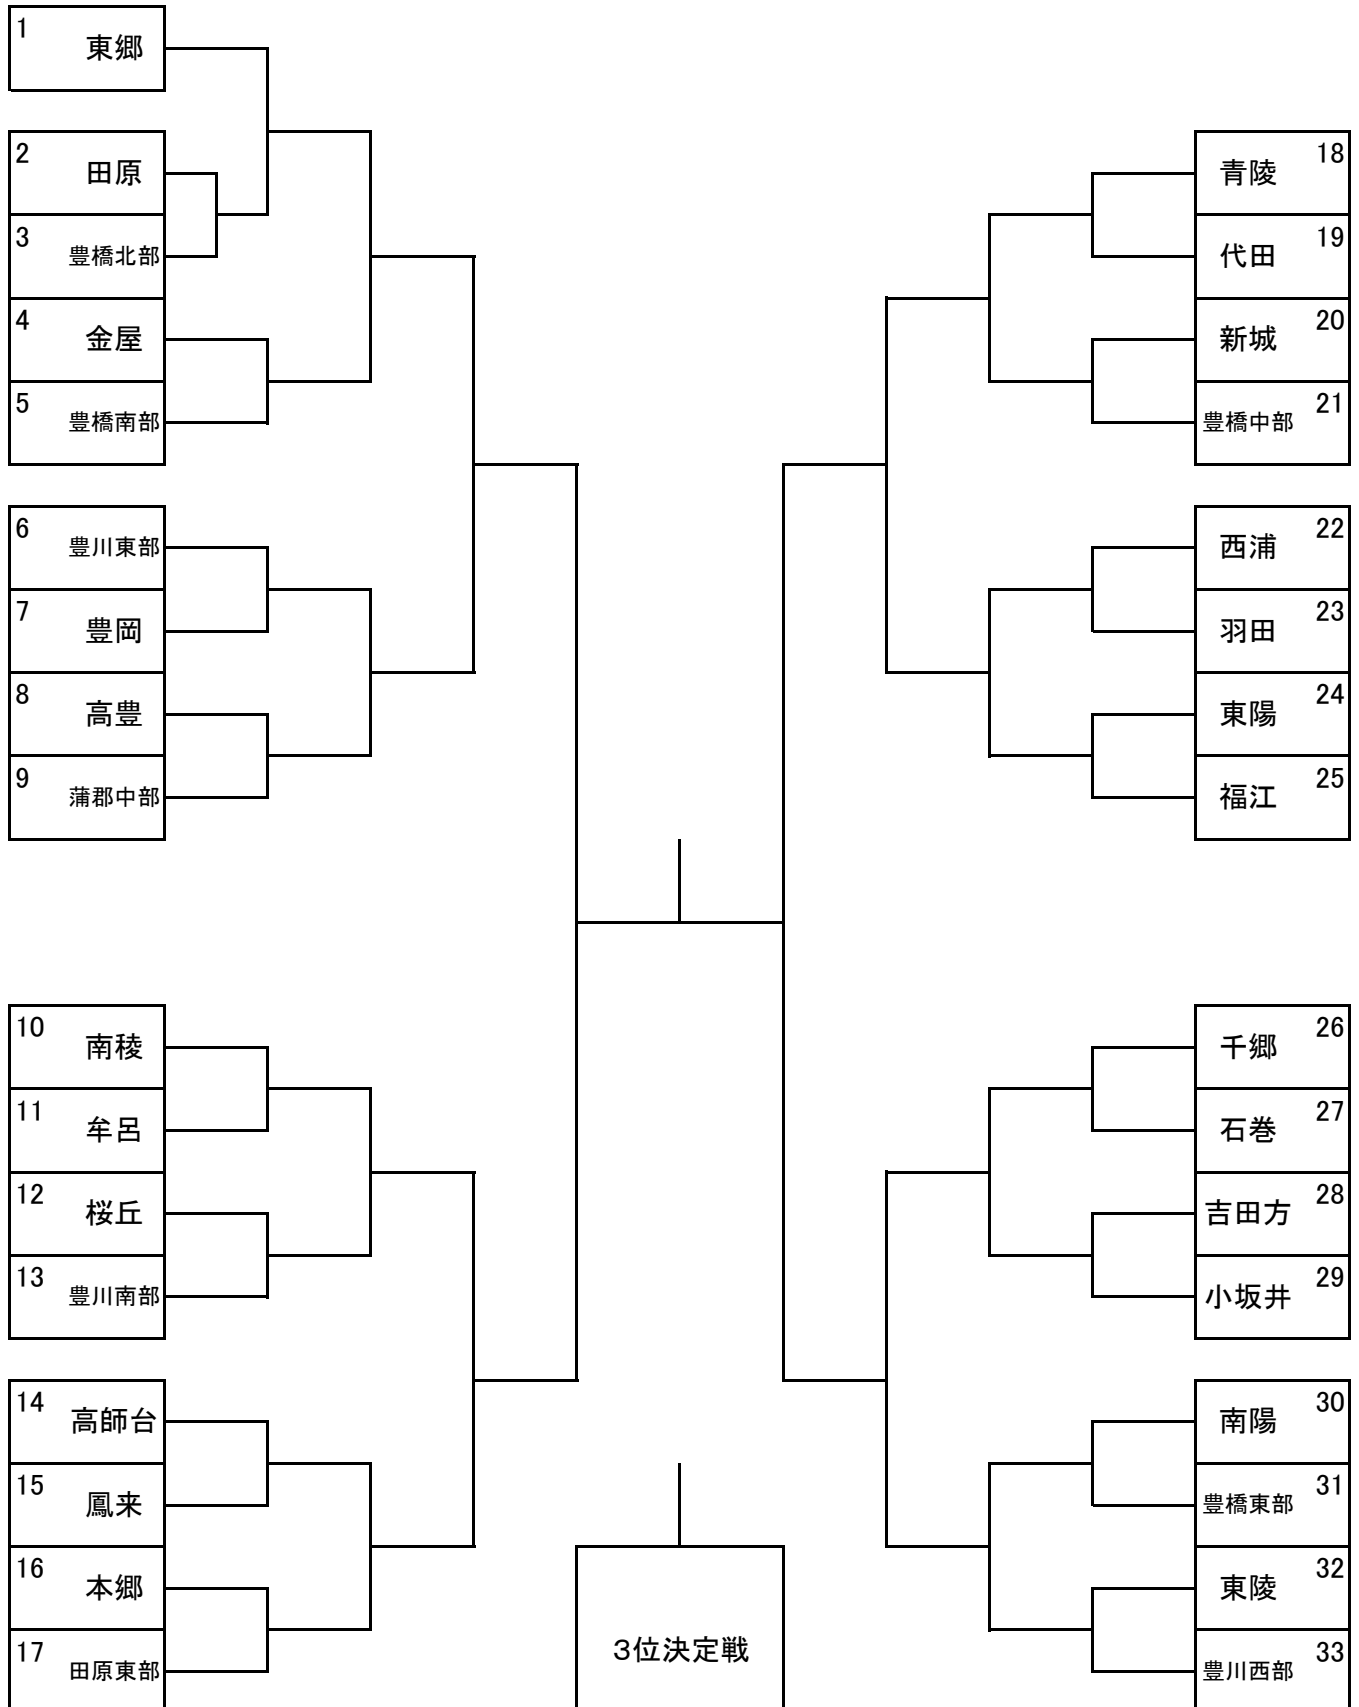 1 東郷
2 田原
3 豊橋北部
4 金屋
5 豊橋南部
6 豊川東部
7 豊岡
8 高豊
9 蒲郡中部
10 南稜
11 牟呂
12 桜丘
13 豊川南部
14 高師台
15 鳳来
16 本郷
17 田原東部
青陵 18
代田 19
新城 20
豊橋中部 21
西浦 22
羽田 23
東陽 24
福江 25
千郷 26
石巻 27
吉田方 28
小坂井 29
南陽 30
豊橋東部 31
東陵 32
豊川西部 33
3位決定戦